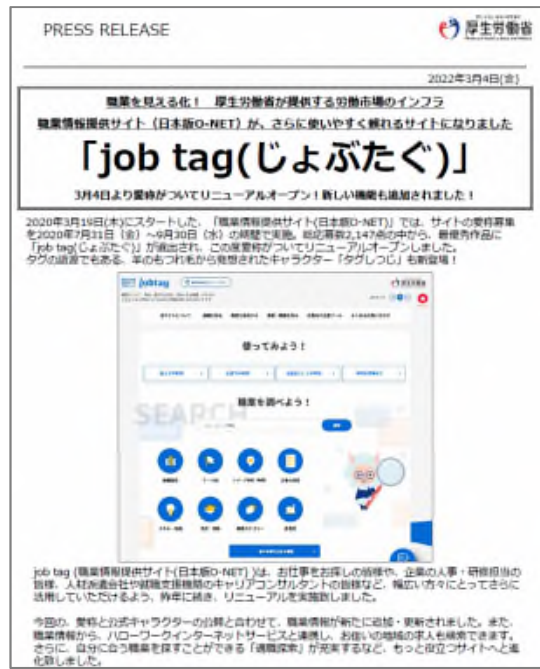 PRESS RELEASE
厚生労働省
2022年3月4日(金)
職業を見える化！ 厚生労働省が提供する労働市場のインフラ
職業情報提供サイト（日本版O-NET）が、さらに使いやすく頼れるサイトになりました
「job tag(じょぶたぐ)」
3月4日より愛称がついてリニューアルオープン！新しい機能も追加されました！
2020年3月19日(木)にスタートした、「職業情報提供サイト(日本版O-NET)」では、サイトの愛称募集
を2020年7月31日（金）～9月30日（水）の期間で実施。総応募数2,147点の中から、最優秀作品に
「job tag(じょぶたぐ)」が選出され、この度愛称がついてリニューアルオープンしました。
タグの語源でもある、羊のもつれ毛から発想されたキャラクター「タグしつじ」も新登場！
jobtag
厚生労働省
使ってみよう！
職業を調べよう！
SEARCH
job tag (職業情報提供サイト(日本版O-NET) )は、お仕事をお探しの皆様や、企業の人事・研修担当の
皆様、人材派遣会社や就職支援機関のキャリアコンサルタントの皆様など、幅広い方々にとってさらに
活用していただけるよう、昨年に続き、リニューアルを実施致しました。
今回の、愛称と公式キャラクターの公開と合わせて、職業情報が新たに追加・更新されました。また、
職業情報から、ハローワークインターネットサービスと連携し、お住いの地域の求人も検索できます。
さらに、自分に合う職業を探すことができる「適職探索」が充実するなど、もっと役立つサイトへと進
化致しました。